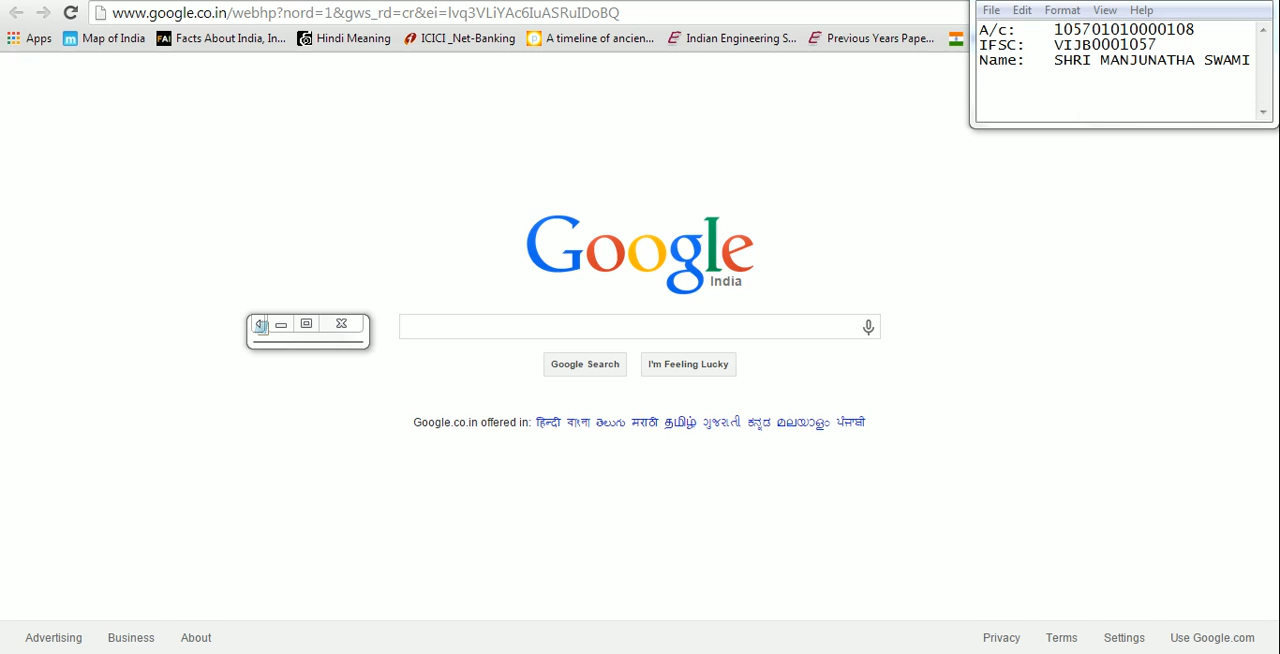 www.google.co.in/webhp?nord=1&gws_rd=cr&ei=lvq3VLiYAc6IuASRuIDoBQ
Apps Map of India FAI Facts About India, In... Hindi Meaning ICICI _Net-Banking A timeline of ancien... Indian Engineering S... Previous Years Pape...
File Edit Format View Help
A/c: 105701010000108
IFSC: VIJB0001057
Name: SHRI MANJUNATHA SWAMI
Google
India
Google Search I'm Feeling Lucky
Google.co.in offered in: हिन्दी বাংলা తెలుగు मराठी தமிழ் ગુજરાતી ಕನ್ನಡ മലയാളം ਪੰਜਾਬੀ
Advertising Business About Privacy Terms Settings Use Google.com